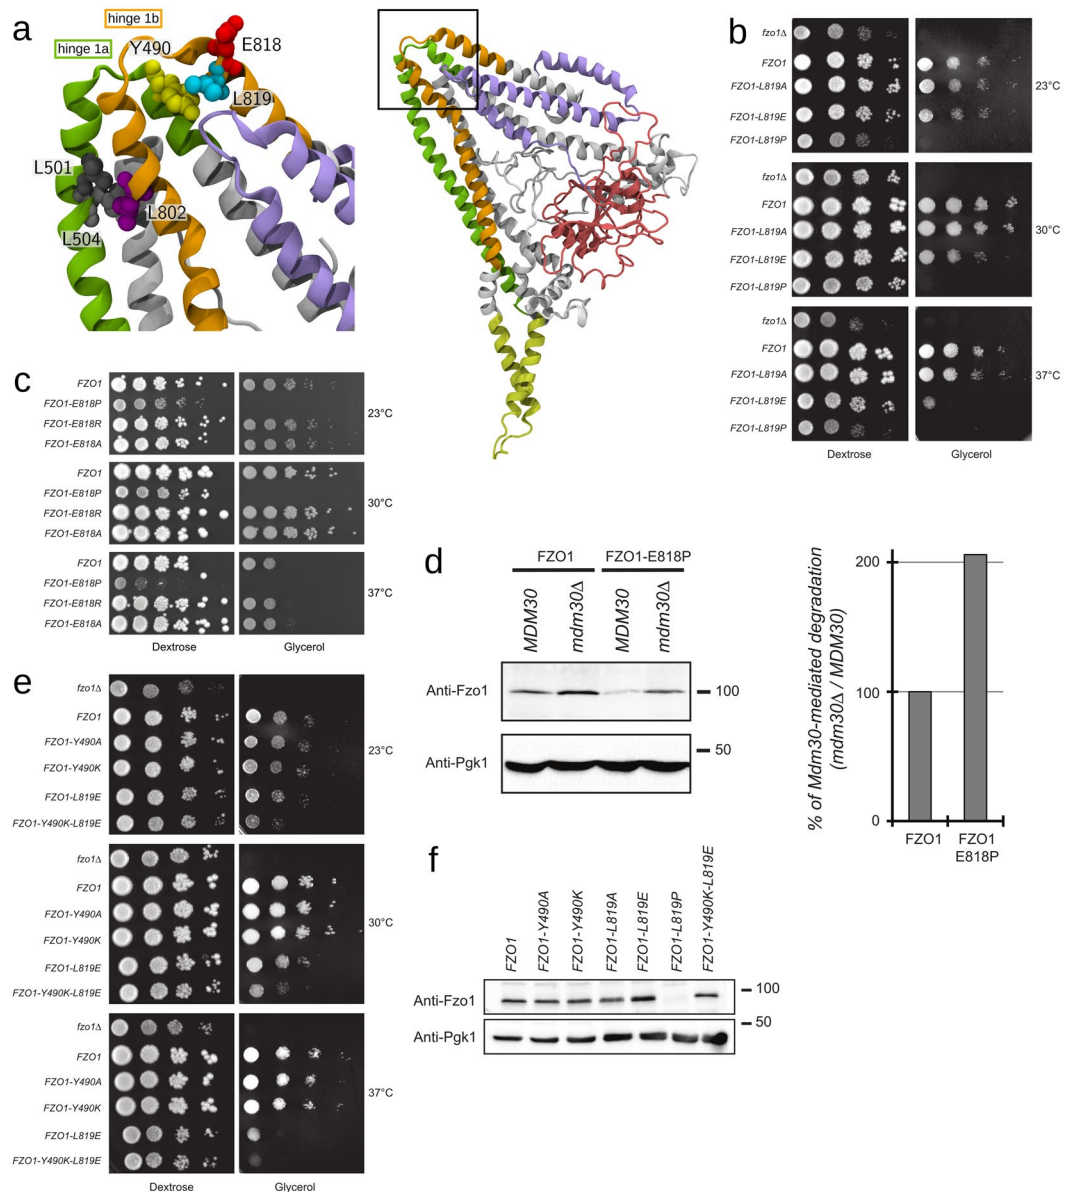 a
hinge 1b
hinge 1a
Y490
E818
L819
L501
L802
L504
b
fzo1Δ
FZO1
FZO1-L819A
FZO1-L819E
FZO1-L819P
23°C
fzo1Δ
FZO1
FZO1-L819A
FZO1-L819E
FZO1-L819P
30°C
fzo1Δ
FZO1
FZO1-L819A
FZO1-L819E
FZO1-L819P
37°C
Dextrose
Glycerol
c
FZO1
FZO1-E818P
FZO1-E818R
FZO1-E818A
23°C
FZO1
FZO1-E818P
FZO1-E818R
FZO1-E818A
30°C
FZO1
FZO1-E818P
FZO1-E818R
FZO1-E818A
37°C
Dextrose
Glycerol
d
FZO1
FZO1-E818P
MDM30
mdm30Δ
MDM30
mdm30Δ
Anti-Fzo1
100
Anti-Pgk1
50
% of Mdm30-mediated degradation
(mdm30Δ / MDM30)
200
100
0
FZO1
FZO1
E818P
e
fzo1Δ
FZO1
FZO1-Y490A
FZO1-Y490K
FZO1-L819E
FZO1-Y490K-L819E
23°C
fzo1Δ
FZO1
FZO1-Y490A
FZO1-Y490K
FZO1-L819E
FZO1-Y490K-L819E
30°C
fzo1Δ
FZO1
FZO1-Y490A
FZO1-Y490K
FZO1-L819E
FZO1-Y490K-L819E
37°C
Dextrose
Glycerol
f
FZO1
FZO1-Y490A
FZO1-Y490K
FZO1-L819A
FZO1-L819E
FZO1-L819P
FZO1-Y490K-L819E
Anti-Fzo1
100
Anti-Pgk1
50